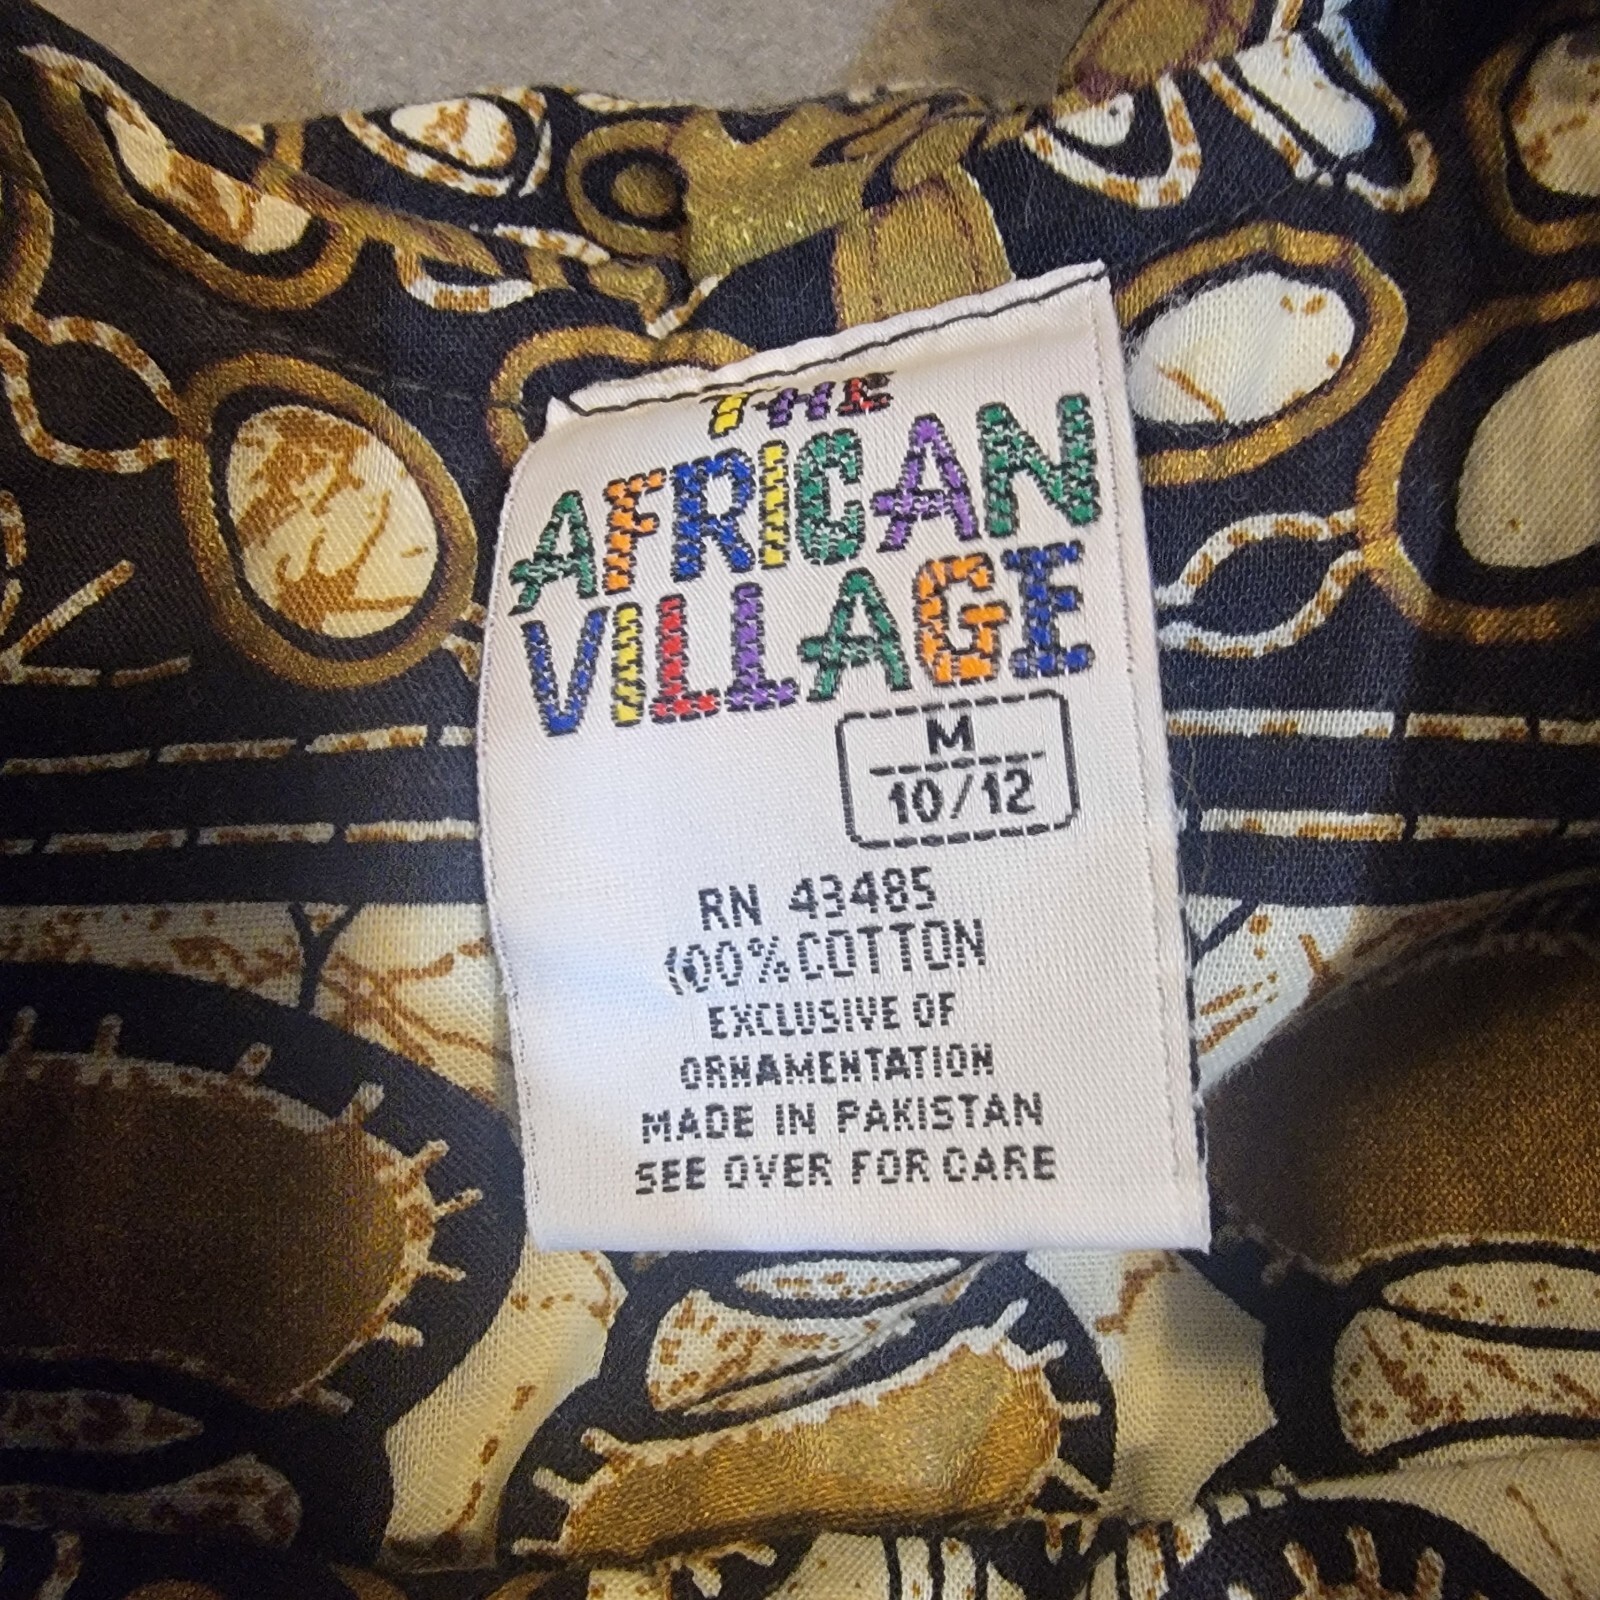 THE
AFRICAN
VILLAGE
M
10/12
RN 43485
100% COTTON
EXCLUSIVE OF
ORNAMENTATION
MADE IN PAKISTAN
SEE OVER FOR CARE